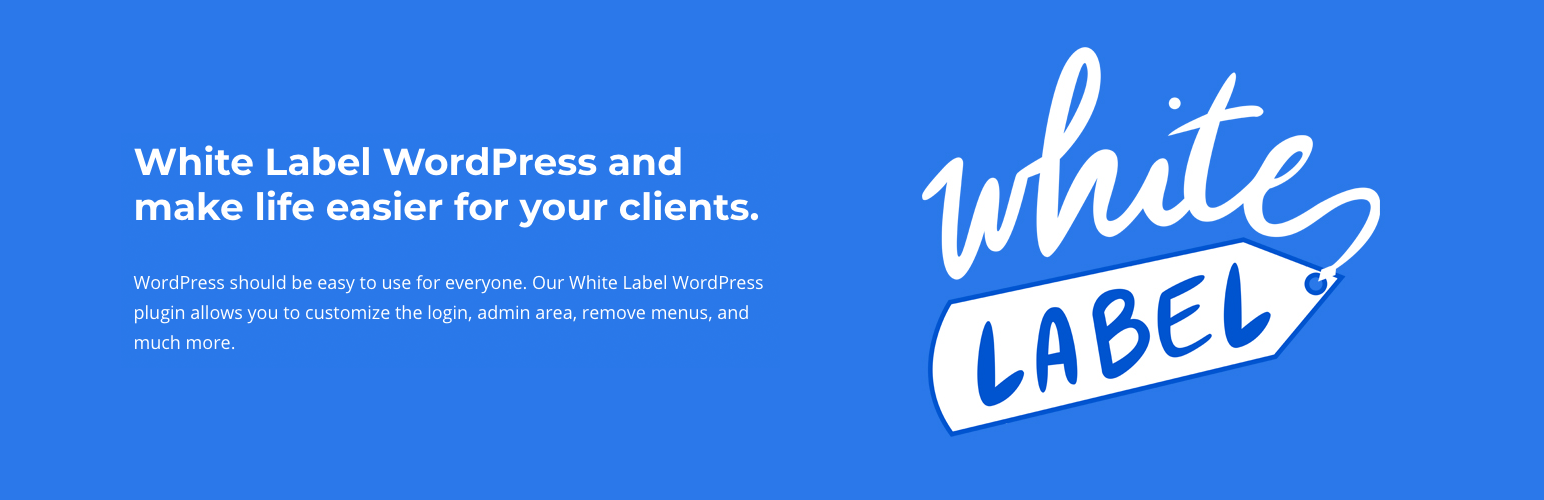 White Label WordPress and
make life easier for your clients.
WordPress should be easy to use for everyone. Our White Label WordPress
plugin allows you to customize the login, admin area, remove menus, and
much more.
white
LABEL